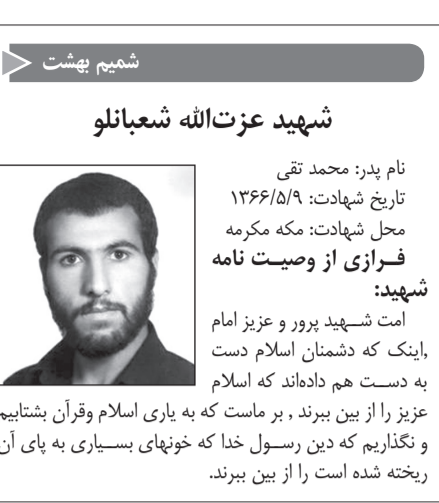 شمیم بهشت
شهید عزت‌الله شعبانلو
نام پدر: محمد تقی
تاریخ شهادت: ۱۳۶۶/۵/۹
محل شهادت: مکه مکرمه
فرازی از وصیت نامه
شهید:
امت شهید پرور و عزیز امام
,اینک که دشمنان اسلام دست
به دست هم داده‌اند که اسلام
عزیز را از بین ببرند , بر ماست که به یاری اسلام وقرآن بشتابیم
و نگذاریم که دین رسول خدا که خونهای بسیاری به پای آن
ریخته شده است را از بین ببرند.